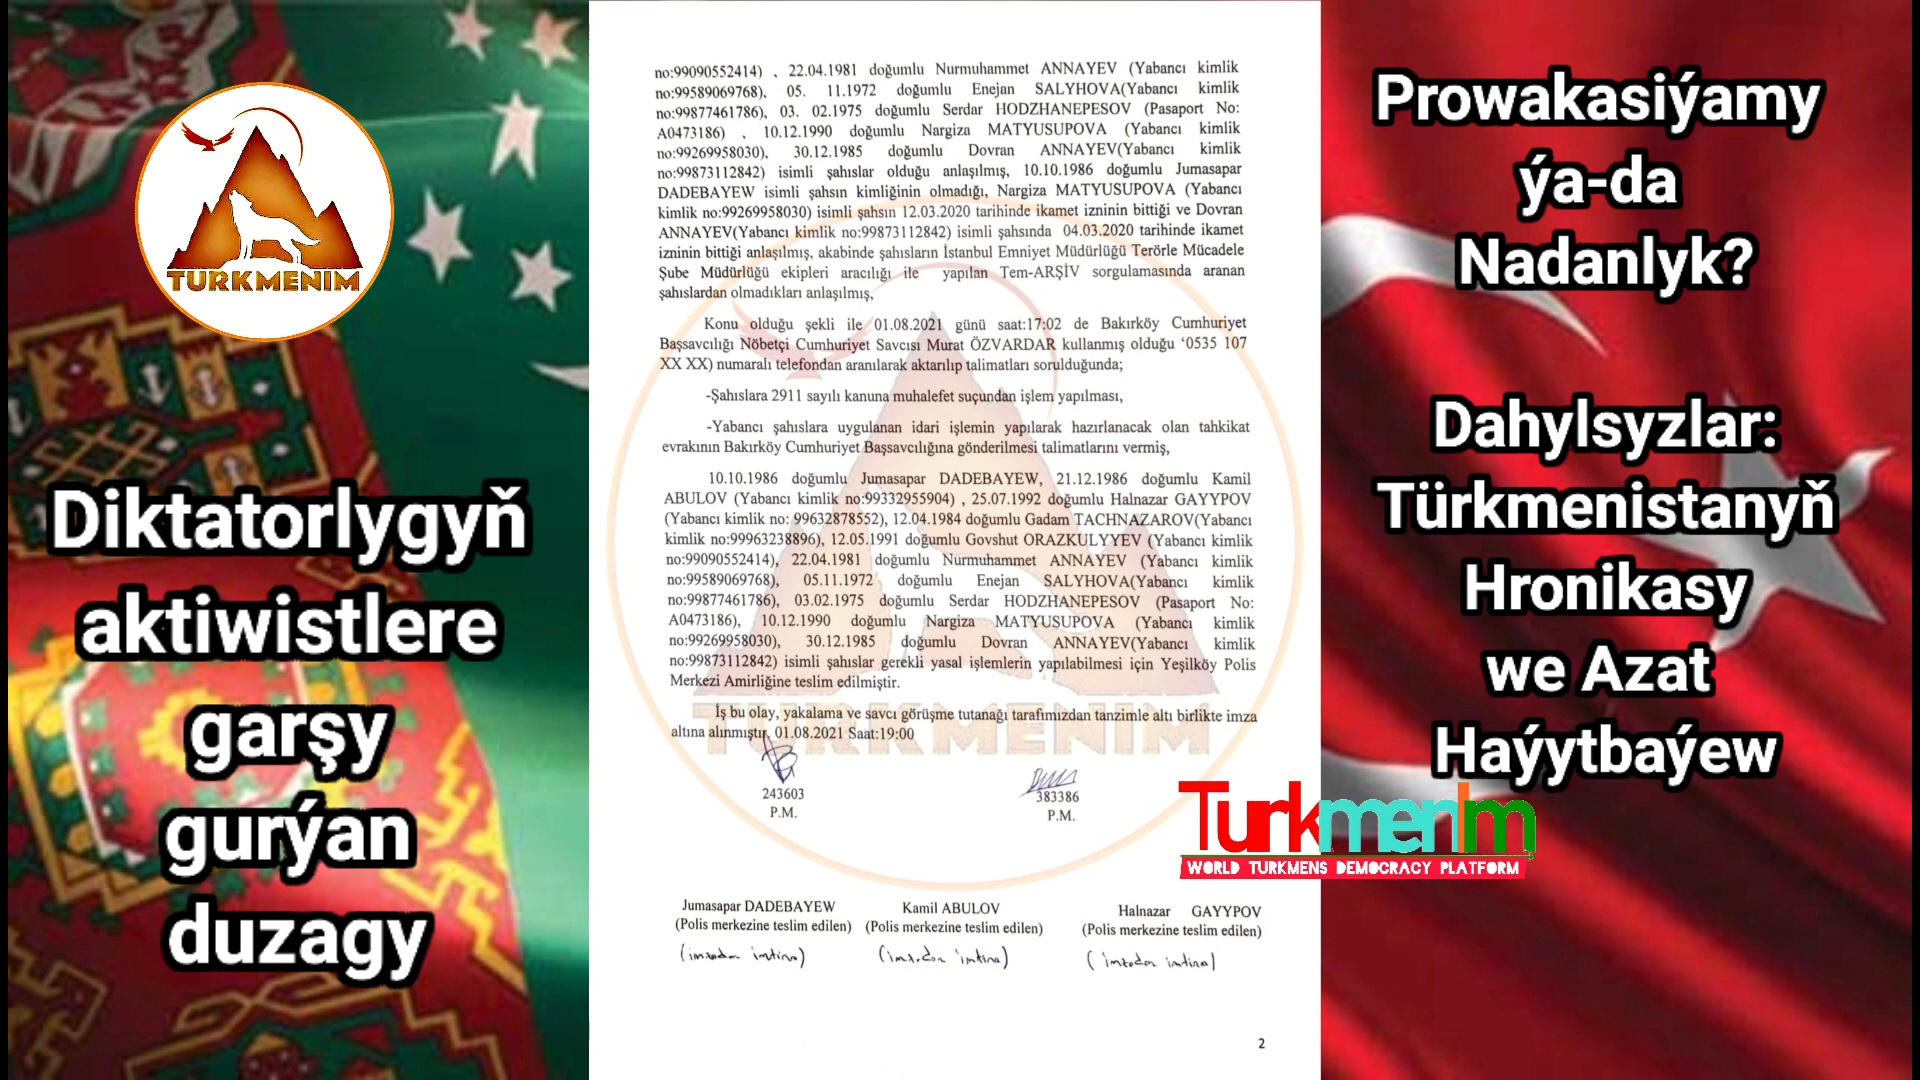 TURKMENIM
Diktatorlygyň
aktiwistlere
garşy
gurýan
duzagy
no:99090552414) , 22.04.1981 doğumlu Nurmuhammet ANNAYEV (Yabancı kimlik
no:99589069768), 05. 11.1972 doğumlu Enejan SALYHOVA(Yabancı kimlik
no:99877461786), 03. 02.1975 doğumlu Serdar HODZHANEPESOV (Pasaport No:
A0473186) , 10.12.1990 doğumlu Nargiza MATYUSUPOVA (Yabancı kimlik
no:99269958030), 30.12.1985 doğumlu Dovran ANNAYEV(Yabancı kimlik
no:99873112842) isimli şahıslar olduğu anlaşılmış, 10.10.1986 doğumlu Jumasapar
DADEBAYEW isimli şahsın kimliğinin olmadığı, Nargiza MATYUSUPOVA (Yabancı
kimlik no:99269958030) isimli şahsın 12.03.2020 tarihinde ikamet izninin bittiği ve Dovran
ANNAYEV(Yabancı kimlik no:99873112842) isimli şahsında 04.03.2020 tarihinde ikamet
izninin bittiği anlaşılmış, akabinde şahısların İstanbul Emniyet Müdürlüğü Terörle Mücadele
Şube Müdürlüğü ekipleri aracılığı ile yapılan Tem-ARŞİV sorgulamasında aranan
şahıslardan olmadıkları anlaşılmış,
Konu olduğu şekli ile 01.08.2021 günü saat:17:02 de Bakırköy Cumhuriyet
Başsavcılığı Nöbetçi Cumhuriyet Savcısı Murat ÖZVARDAR kullanmış olduğu ‘0535 107
XX XX) numaralı telefondan aranılarak aktarılıp talimatları sorulduğunda;
-Şahıslara 2911 sayılı kanuna muhalefet suçundan işlem yapılması,
-Yabancı şahıslara uygulanan idari işlemin yapılarak hazırlanacak olan tahkikat
evrakının Bakırköy Cumhuriyet Başsavcılığına gönderilmesi talimatlarını vermiş,
10.10.1986 doğumlu Jumasapar DADEBAYEW, 21.12.1986 doğumlu Kamil
ABULOV (Yabancı kimlik no:99332955904) , 25.07.1992 doğumlu Halnazar GAYYPOV
(Yabancı kimlik no: 99632878552), 12.04.1984 doğumlu Gadam TACHNAZAROV(Yabancı
kimlik no:99963238896), 12.05.1991 doğumlu Govshut ORAZKULYYEV (Yabancı kimlik
no:99090552414), 22.04.1981 doğumlu Nurmuhammet ANNAYEV (Yabancı kimlik
no:99589069768), 05.11.1972 doğumlu Enejan SALYHOVA(Yabancı kimlik
no:99877461786), 03.02.1975 doğumlu Serdar HODZHANEPESOV (Pasaport No:
A0473186), 10.12.1990 doğumlu Nargiza MATYUSUPOVA (Yabancı kimlik
no:99269958030), 30.12.1985 doğumlu Dovran ANNAYEV(Yabancı kimlik
no:99873112842) isimli şahıslar gerekli yasal işlemlerin yapılabilmesi için Yeşilköy Polis
Merkezi Amirliğine teslim edilmiştir.
İş bu olay, yakalama ve savcı görüşme tutanağı tarafımızdan tanzimle altı birlikte imza
altına alınmıştır. 01.08.2021 Saat:19:00
TURKMENIM
243603 383386
P.M. P.M.
Jumasapar DADEBAYEW Kamil ABULOV Halnazar GAYYPOV
(Polis merkezine teslim edilen) (Polis merkezine teslim edilen) (Polis merkezine teslim edilen)
(imzadan imtina) (imzadan imtina) (imzadan imtina)
2
Prowakasiýamy
ýa-da
Nadanlyk?
Dahylsyzlar:
Türkmenistanyň
Hronikasy
we Azat
Haýytbaýew
TurkmenIm
WORLD TURKMENS DEMOCRACY PLATFORM